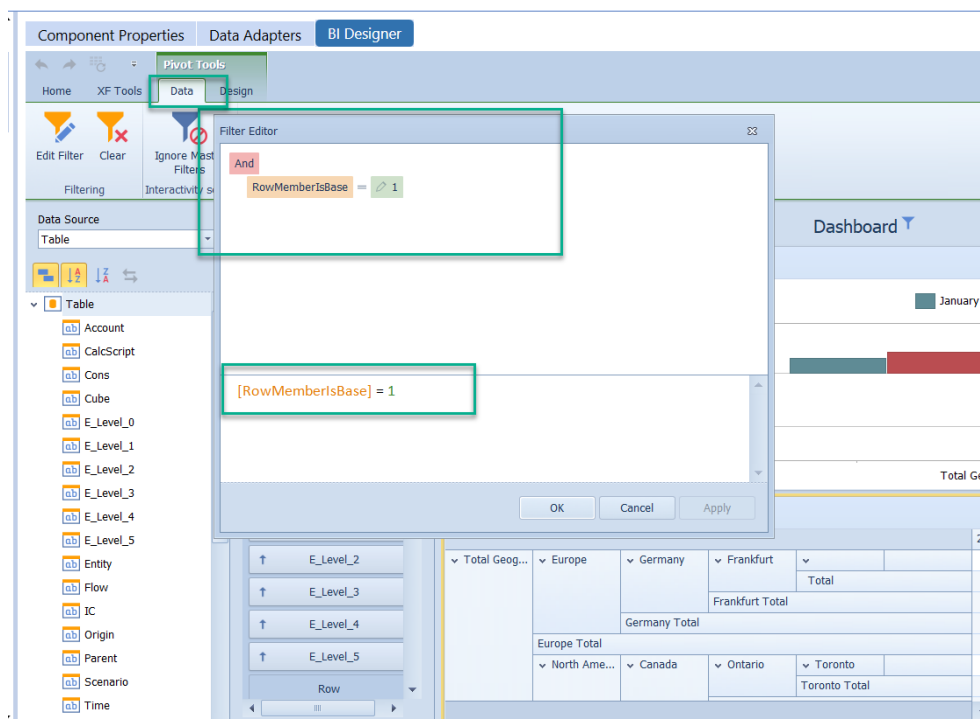 Component Properties Data Adapters BI Designer
Pivot Tools
Home XF Tools Data Design
Edit Filter Clear Ignore Mast
Filters
Filtering Interactivity s
Filter Editor
And
RowMemberIsBase = 1
[RowMemberIsBase] = 1
OK Cancel Apply
Data Source
Table
Table
Account
CalcScript
Cons
Cube
E_Level_0
E_Level_1
E_Level_2
E_Level_3
E_Level_4
E_Level_5
Entity
Flow
IC
Origin
Parent
Scenario
Time
Dashboard
January
Total Ge
E_Level_2
E_Level_3
E_Level_4
E_Level_5
Row
2
Total Geog... Europe Germany Frankfurt
Total
Frankfurt Total
Germany Total
Europe Total
North Ame... Canada Ontario Toronto
Toronto Total